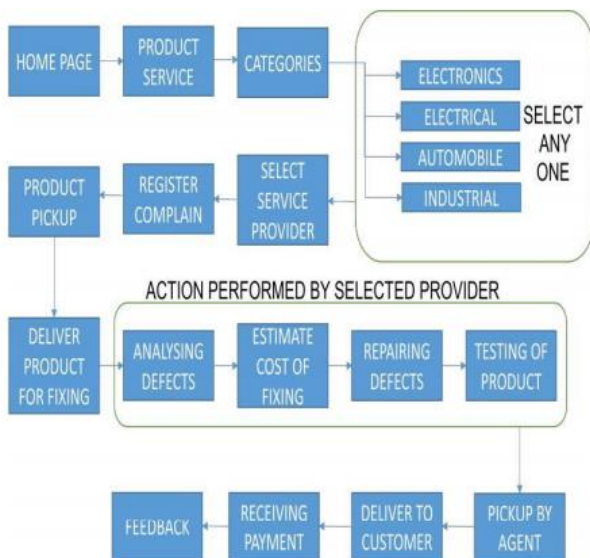 HOME PAGE
PRODUCT
SERVICE
CATEGORIES
ELECTRONICS
ELECTRICAL
AUTOMOBILE
INDUSTRIAL
SELECT
ANY
ONE
SELECT
SERVICE
PROVIDER
REGISTER
COMPLAIN
PRODUCT
PICKUP
ACTION PERFORMED BY SELECTED PROVIDER
DELIVER
PRODUCT
FOR FIXING
ANALYSING
DEFECTS
ESTIMATE
COST OF
FIXING
REPAIRING
DEFECTS
TESTING OF
PRODUCT
PICKUP BY
AGENT
DELIVER TO
CUSTOMER
RECEIVING
PAYMENT
FEEDBACK